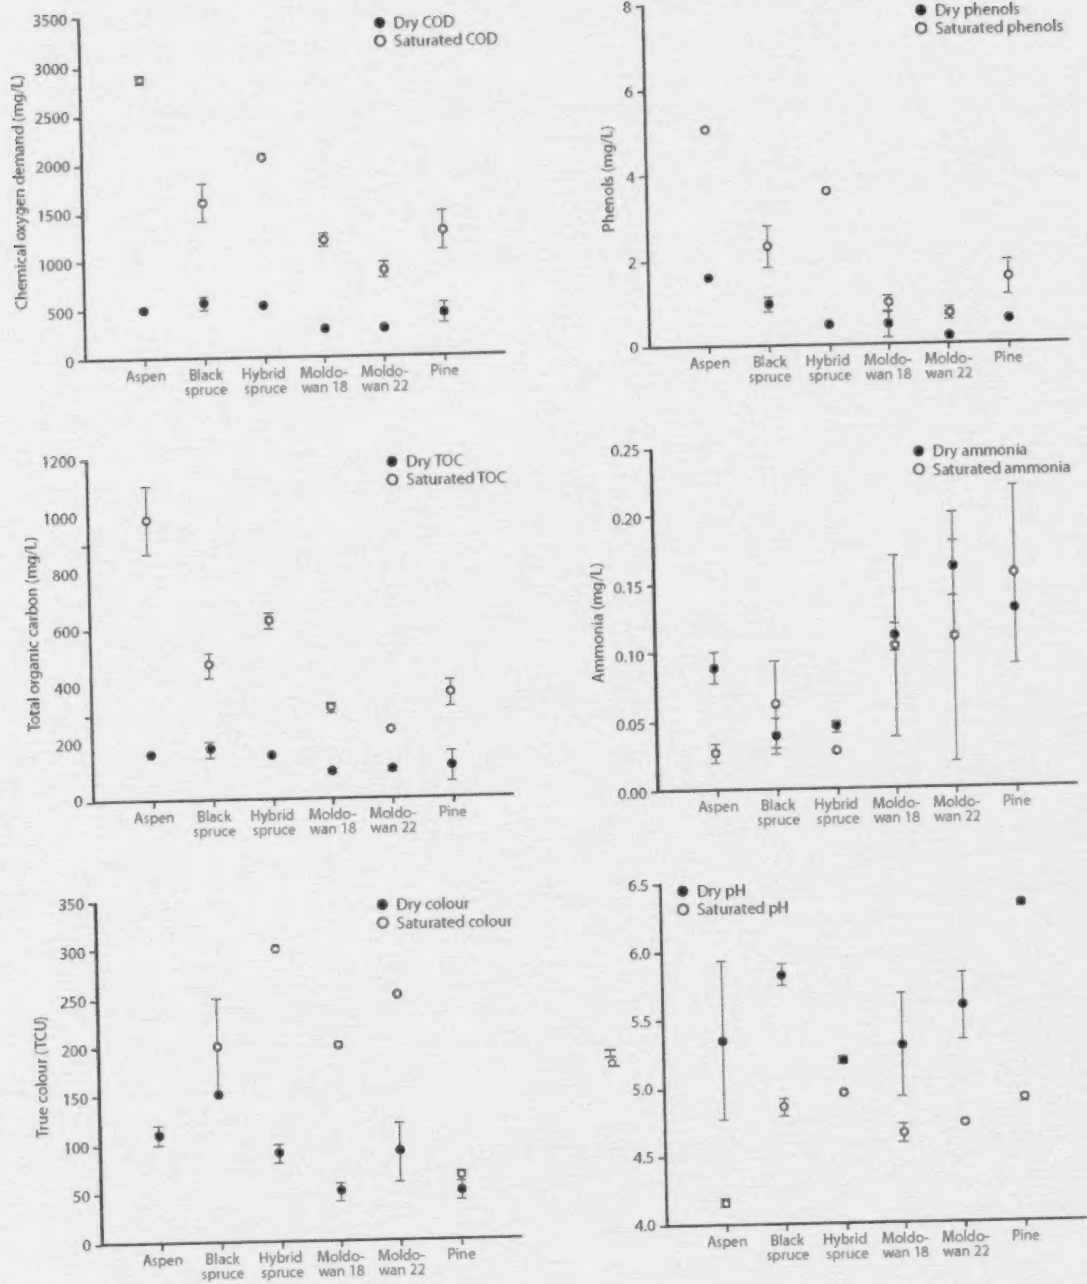 Chemical oxygen demand (mg/L)
3500
3000
2500
2000
1500
1000
500
0
Dry COD
Saturated COD
Aspen
Black
spruce
Hybrid
spruce
Moldo-
wan 18
Moldo-
wan 22
Pine
Phenols (mg/L)
8
6
4
2
0
Dry phenols
Saturated phenols
Aspen
Black
spruce
Hybrid
spruce
Moldo-
wan 18
Moldo-
wan 22
Pine
Total organic carbon (mg/L)
1200
1000
800
600
400
200
0
Dry TOC
Saturated TOC
Aspen
Black
spruce
Hybrid
spruce
Moldo-
wan 18
Moldo-
wan 22
Pine
Ammonia (mg/L)
0.25
0.20
0.15
0.10
0.05
0.00
Dry ammonia
Saturated ammonia
Aspen
Black
spruce
Hybrid
spruce
Moldo-
wan 18
Moldo-
wan 22
Pine
True colour (TCU)
350
300
250
200
150
100
50
0
Dry colour
Saturated colour
Aspen
Black
spruce
Hybrid
spruce
Moldo-
wan 18
Moldo-
wan 22
Pine
pH
6.5
6.0
5.5
5.0
4.5
4.0
Dry pH
Saturated pH
Aspen
Black
spruce
Hybrid
spruce
Moldo-
wan 18
Moldo-
wan 22
Pine